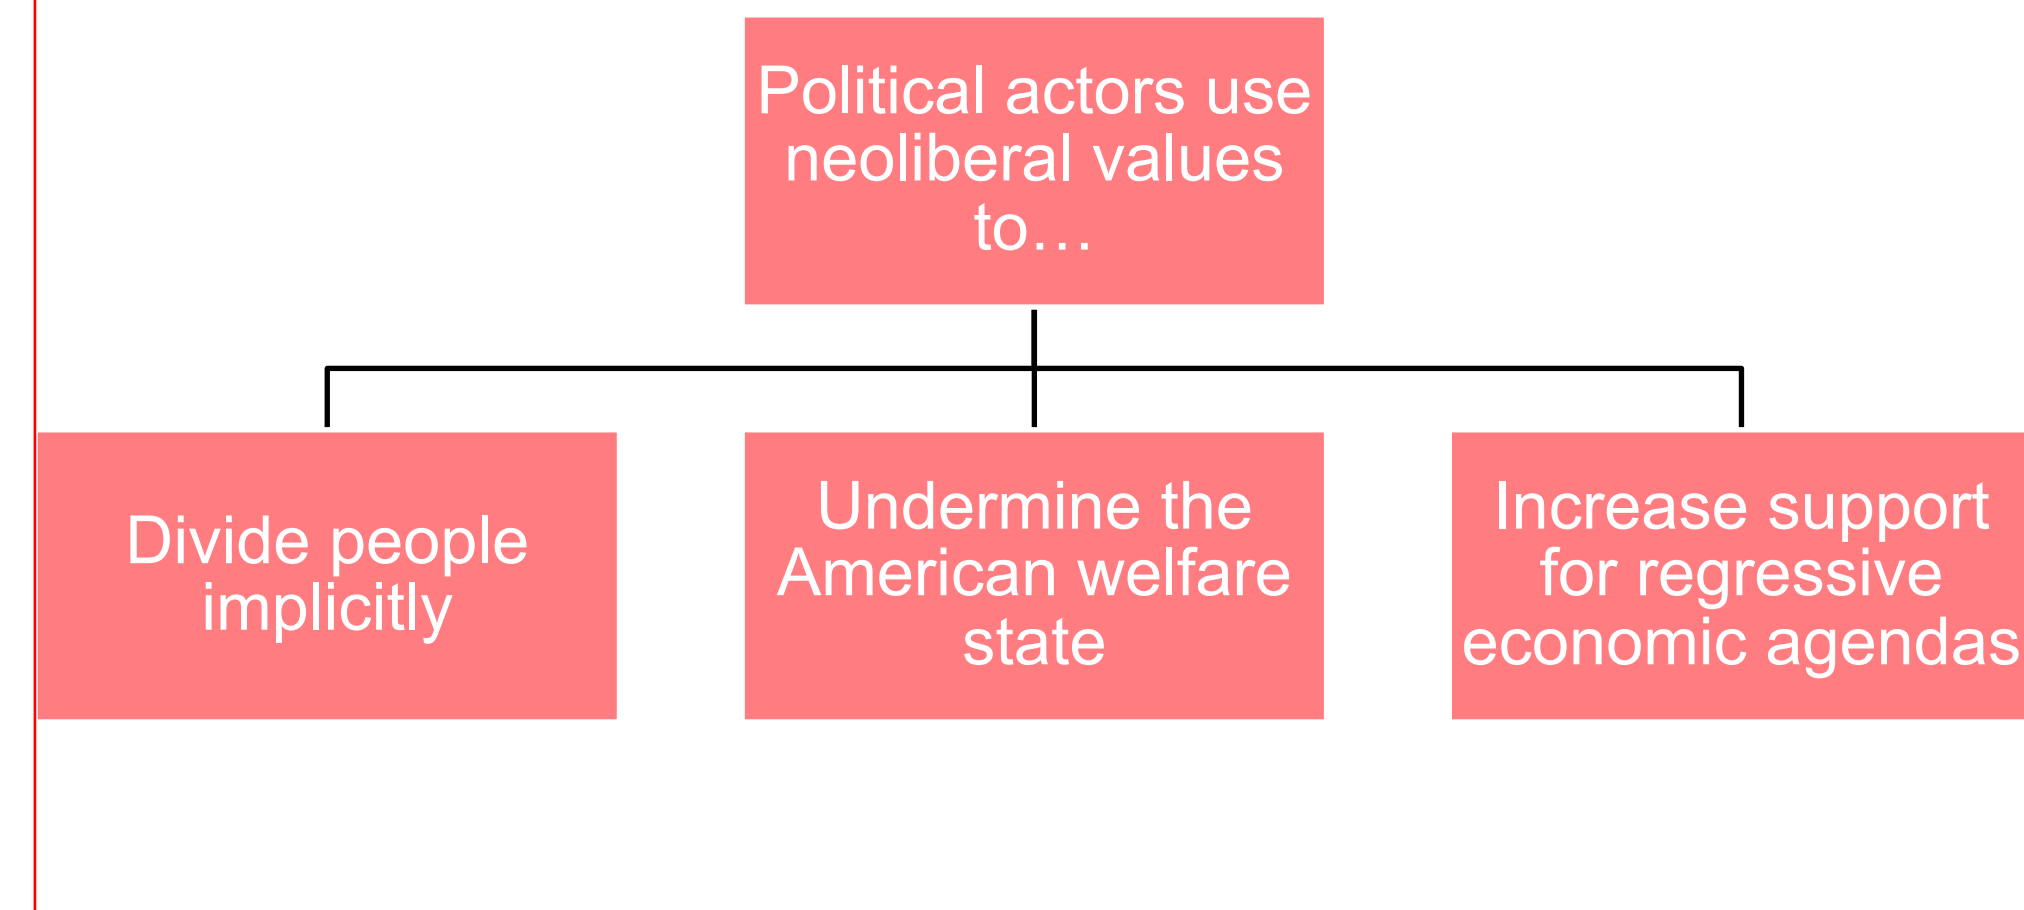 Political actors use
neoliberal values
to…
Divide people
implicitly
Undermine the
American welfare
state
Increase support
for regressive
economic agendas